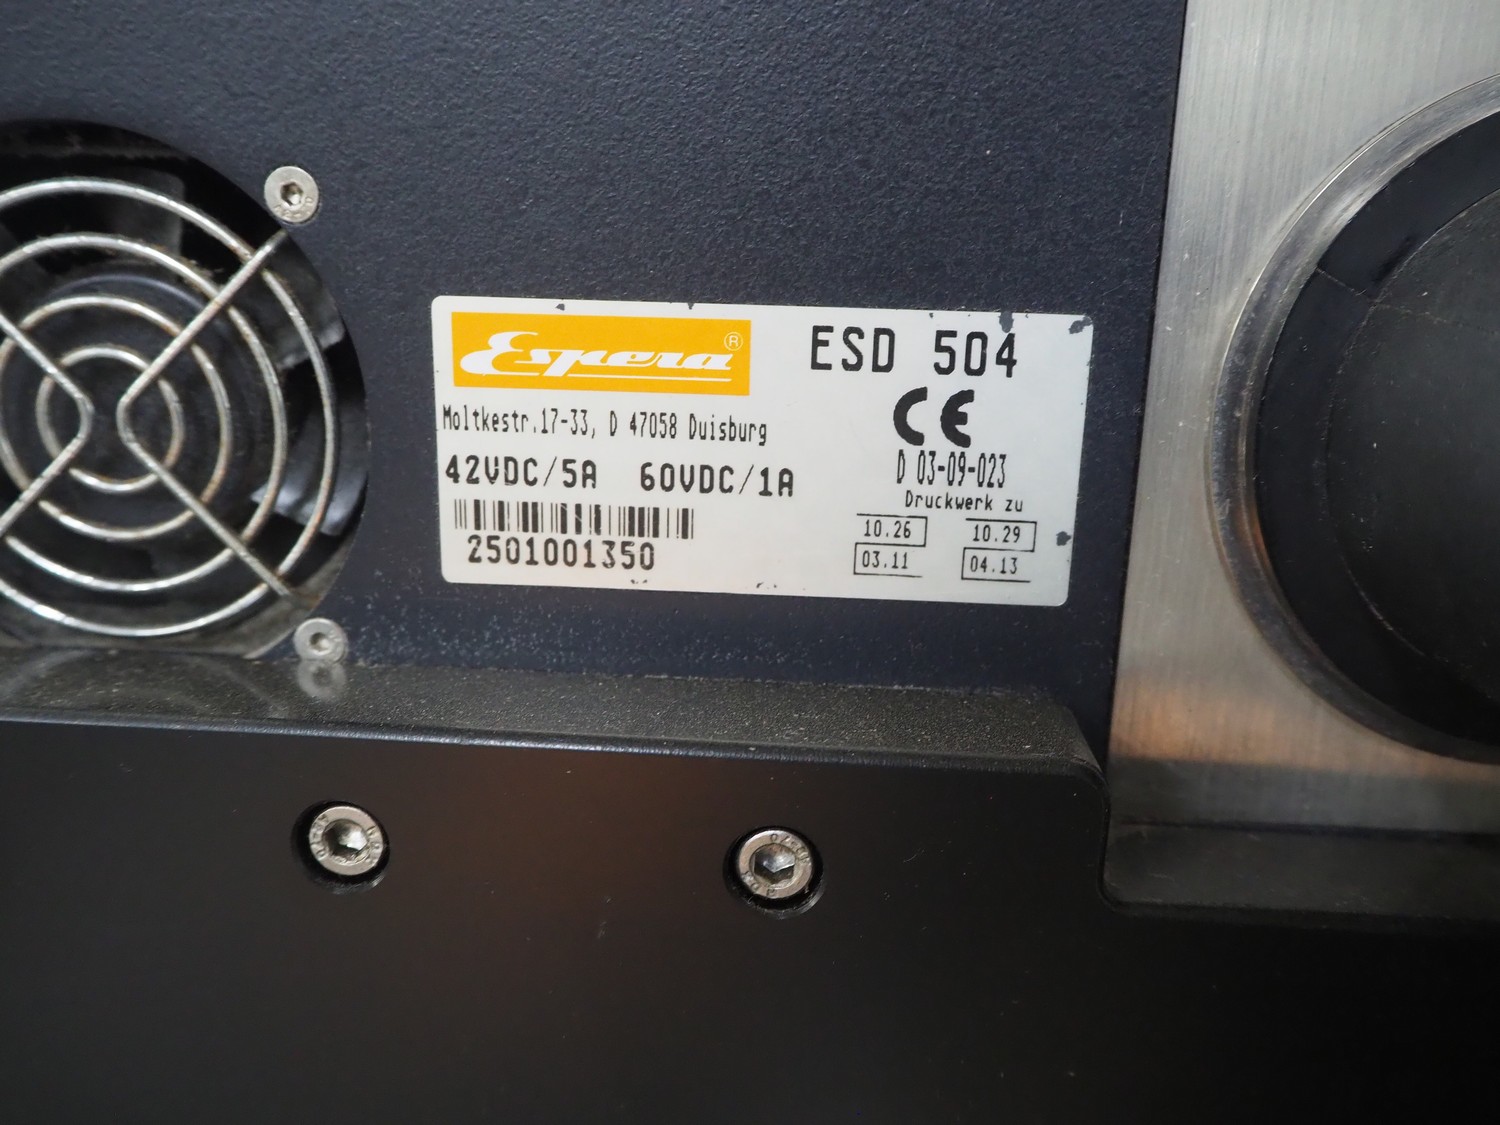 Espera®
ESD 504
Moltkestr.17-33, D 47058 Duisburg
CE
42VDC/5A 60VDC/1A
D 03-09-023
Druckwerk zu
10.26 10.29
03.11 04.13
2501001350